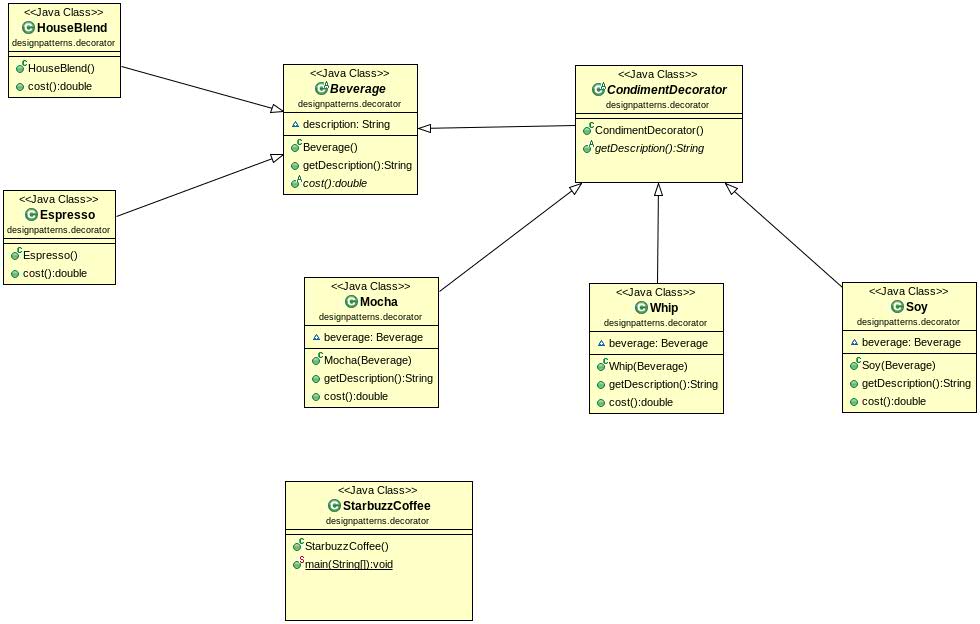 <<Java Class>>
HouseBlend
designpatterns.decorator
HouseBlend()
cost():double
<<Java Class>>
Beverage
designpatterns.decorator
description: String
Beverage()
getDescription():String
cost():double
<<Java Class>>
CondimentDecorator
designpatterns.decorator
CondimentDecorator()
getDescription():String
<<Java Class>>
Espresso
designpatterns.decorator
Espresso()
cost():double
<<Java Class>>
Mocha
designpatterns.decorator
beverage: Beverage
Mocha(Beverage)
getDescription():String
cost():double
<<Java Class>>
Whip
designpatterns.decorator
beverage: Beverage
Whip(Beverage)
getDescription():String
cost():double
<<Java Class>>
Soy
designpatterns.decorator
beverage: Beverage
Soy(Beverage)
getDescription():String
cost():double
<<Java Class>>
StarbuzzCoffee
designpatterns.decorator
StarbuzzCoffee()
main(String[]):void